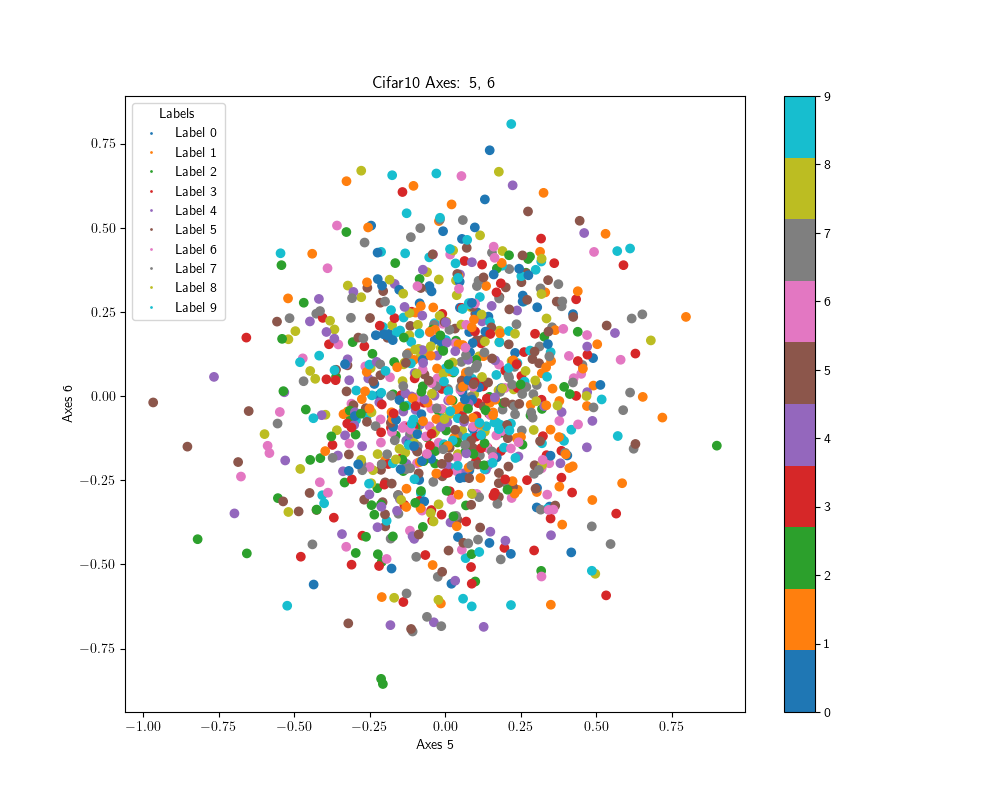 Cifar10 Axes: 5, 6
Labels
Label 0
Label 1
Label 2
Label 3
Label 4
Label 5
Label 6
Label 7
Label 8
Label 9
0.75
0.50
0.25
0.00
−0.25
−0.50
−0.75
Axes 6
−1.00 −0.75 −0.50 −0.25 0.00 0.25 0.50 0.75
Axes 5
9
8
7
6
5
4
3
2
1
0